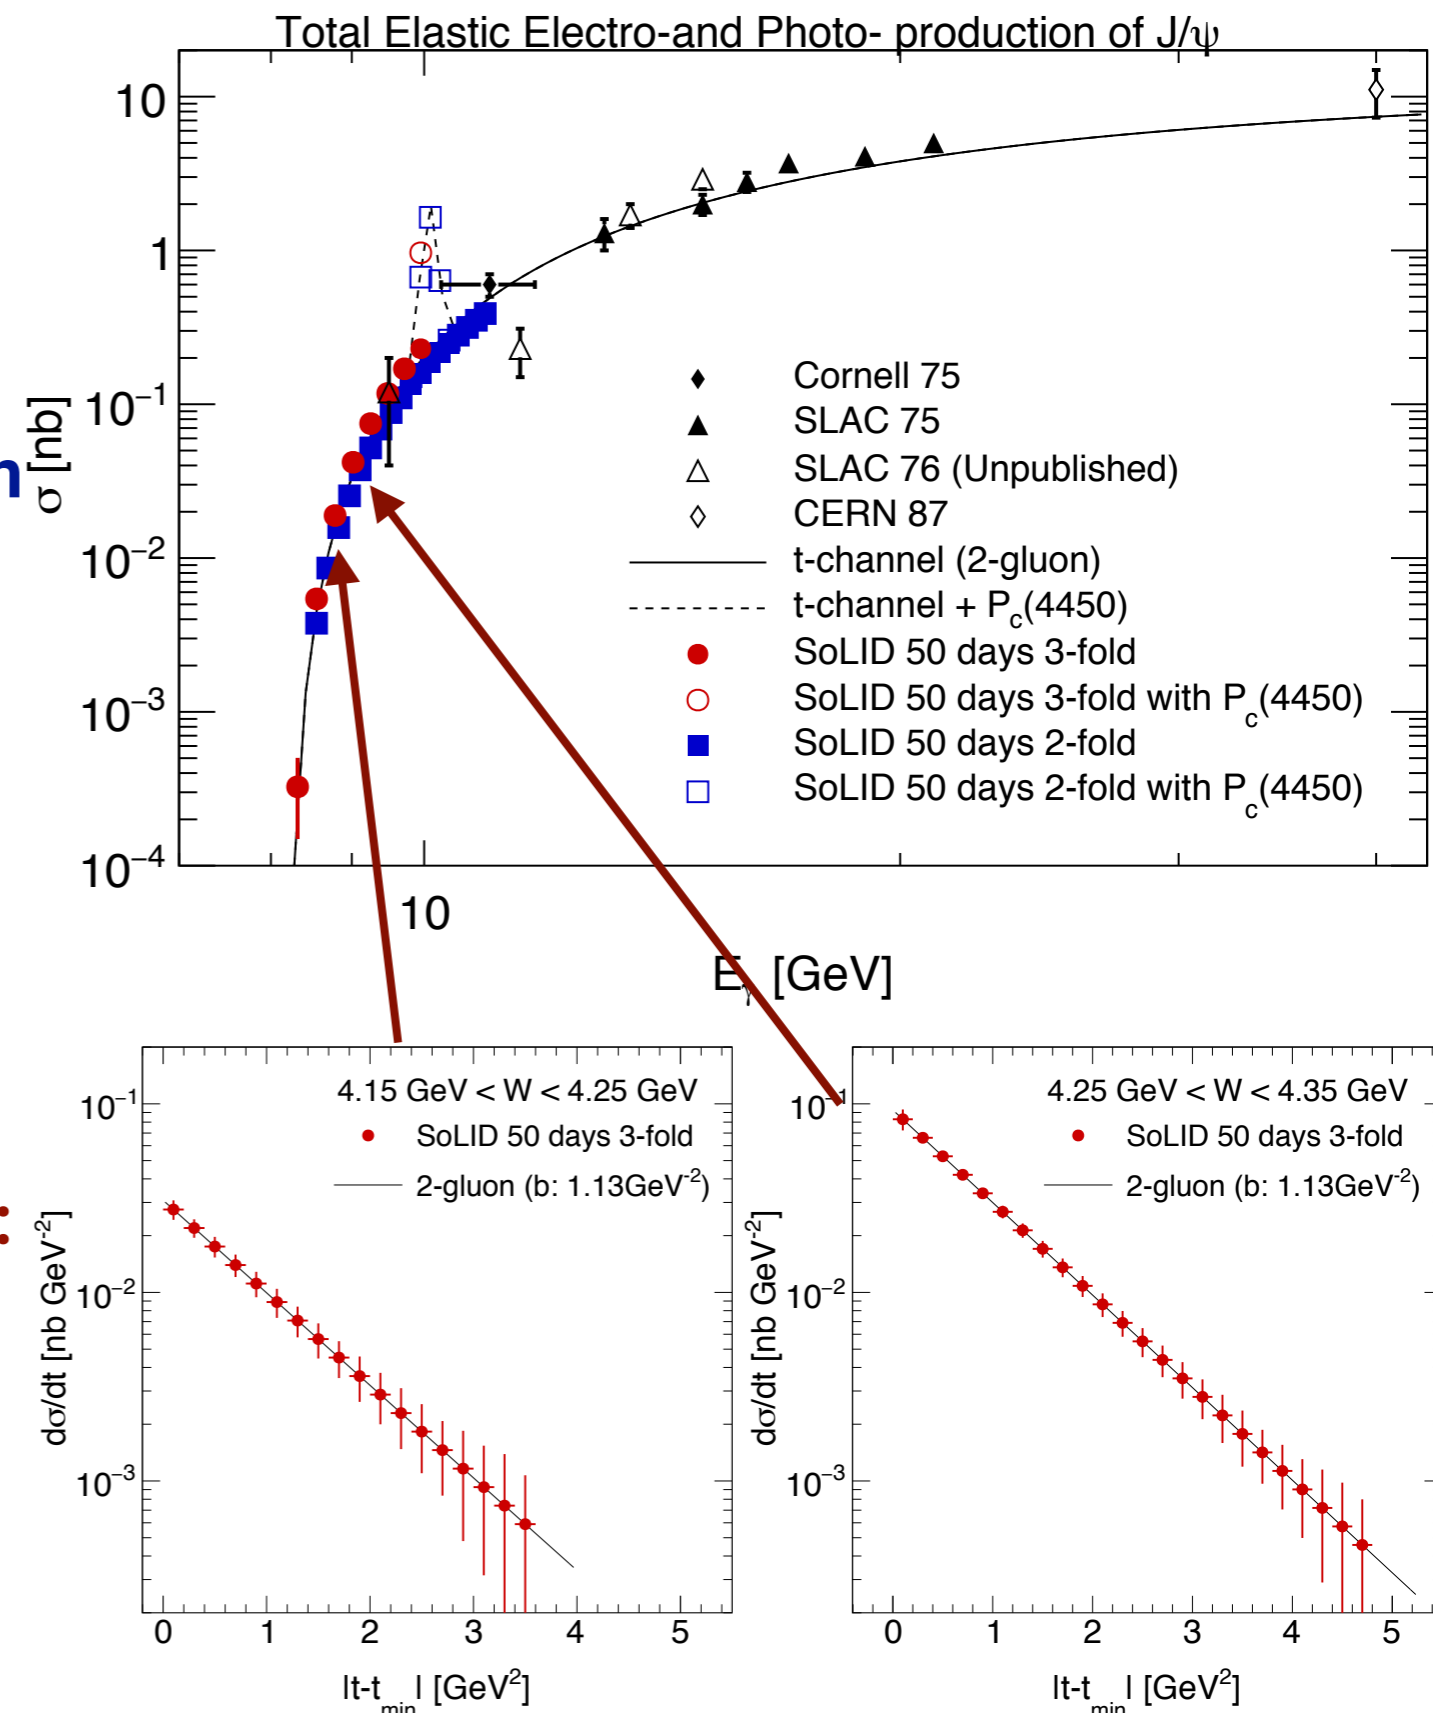 Total Elastic Electro-and Photo- production of J/ψ
10
1
10⁻¹
10⁻²
10⁻³
10⁻⁴
n
σ [nb]
Cornell 75
SLAC 75
SLAC 76 (Unpublished)
CERN 87
t-channel (2-gluon)
t-channel + P_c(4450)
SoLID 50 days 3-fold
SoLID 50 days 3-fold with P_c(4450)
SoLID 50 days 2-fold
SoLID 50 days 2-fold with P_c(4450)
10
E_γ [GeV]
:
4.15 GeV < W < 4.25 GeV
SoLID 50 days 3-fold
2-gluon (b: 1.13GeV⁻²)
10⁻¹
10⁻²
10⁻³
dσ/dt [nb GeV⁻²]
0 1 2 3 4 5
|t-t_min| [GeV²]
4.25 GeV < W < 4.35 GeV
SoLID 50 days 3-fold
2-gluon (b: 1.13GeV⁻²)
10⁻¹
10⁻²
10⁻³
dσ/dt [nb GeV⁻²]
0 1 2 3 4 5
|t-t_min| [GeV²]